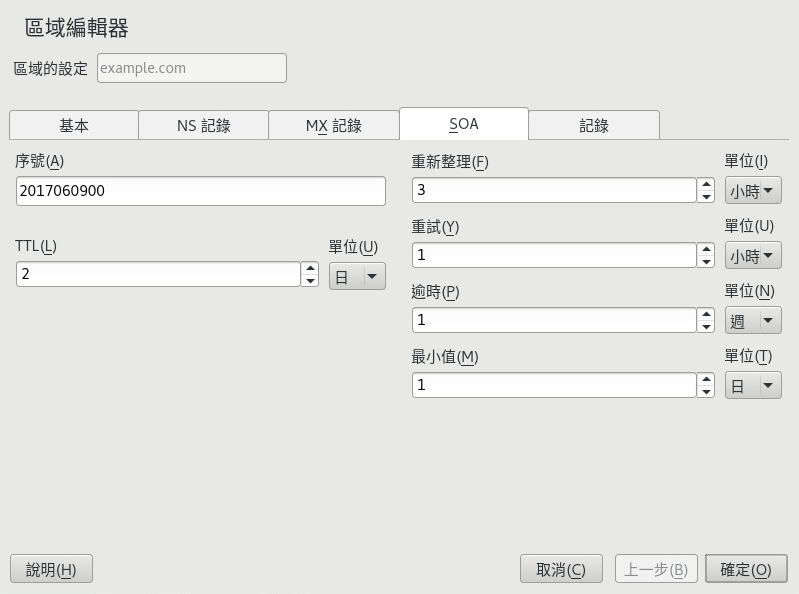 區域編輯器
區域的設定 example.com
基本 NS 記錄 MX 記錄 SOA 記錄
序號(A)
2017060900
TTL(L) 單位(U)
2 日
重新整理(F) 單位(I)
3 小時
重試(Y) 單位(U)
1 小時
逾時(P) 單位(N)
1 週
最小值(M) 單位(T)
1 日
說明(H) 取消(C) 上一步(B) 確定(O)